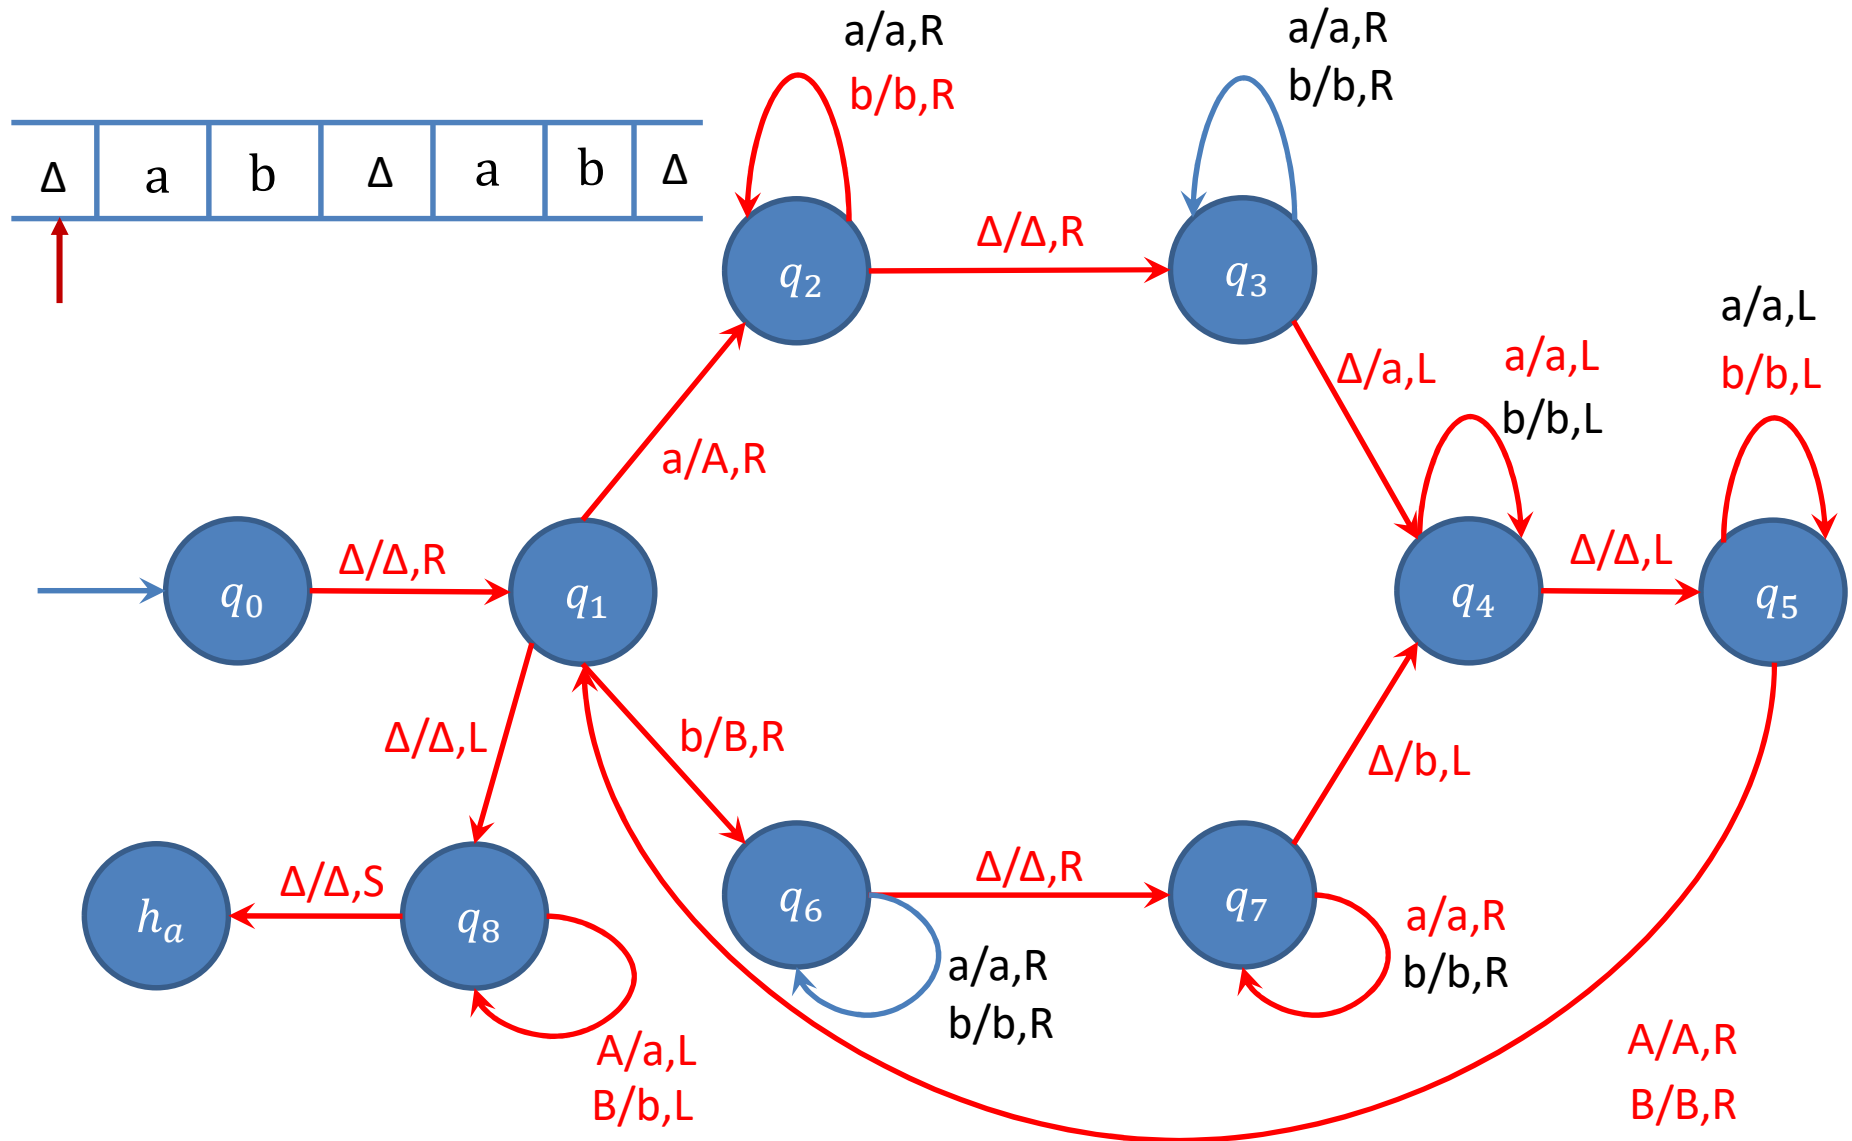 a/a,R
b/b,R
a/a,R
b/b,R
Δ a b Δ a b Δ
q2
Δ/Δ,R
q3
a/a,L
b/b,L
Δ/a,L
a/a,L
b/b,L
a/A,R
q0
Δ/Δ,R
q1
q4
Δ/Δ,L
q5
Δ/Δ,L
b/B,R
Δ/b,L
ha
Δ/Δ,S
q8
q6
Δ/Δ,R
q7
a/a,R
b/b,R
a/a,R
b/b,R
A/a,L
B/b,L
A/A,R
B/B,R